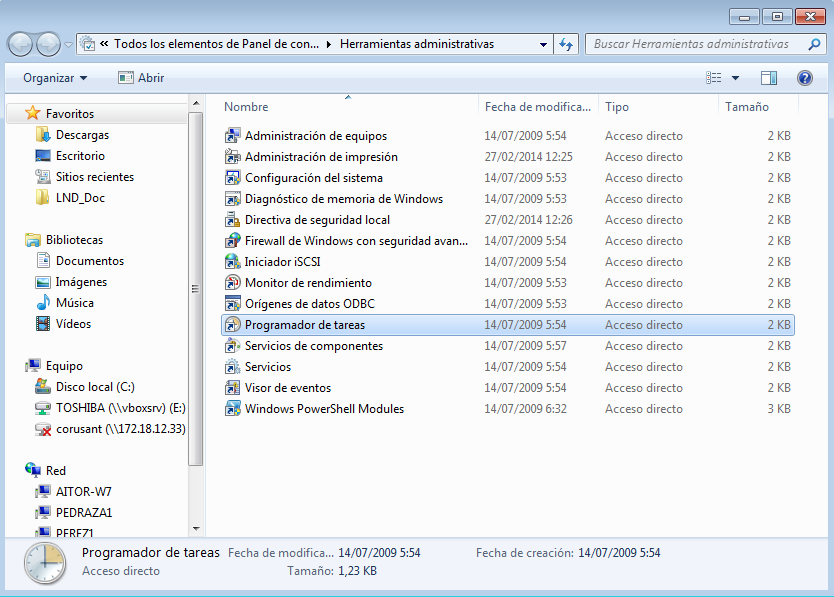 « Todos los elementos de Panel de con... Herramientas administrativas Buscar Herramientas administrativas
Organizar Abrir
Favoritos
Descargas
Escritorio
Sitios recientes
LND_Doc
Bibliotecas
Documentos
Imágenes
Música
Vídeos
Equipo
Disco local (C:)
TOSHIBA (\\vboxsrv) (E:)
corusant (\\172.18.12.33)
Red
AITOR-W7
PEDRAZA1
PEREZ1
Nombre Fecha de modifica... Tipo Tamaño
Administración de equipos 14/07/2009 5:54 Acceso directo 2 KB
Administración de impresión 27/02/2014 12:25 Acceso directo 2 KB
Configuración del sistema 14/07/2009 5:53 Acceso directo 2 KB
Diagnóstico de memoria de Windows 14/07/2009 5:53 Acceso directo 2 KB
Directiva de seguridad local 27/02/2014 12:26 Acceso directo 2 KB
Firewall de Windows con seguridad avan... 14/07/2009 5:54 Acceso directo 2 KB
Iniciador iSCSI 14/07/2009 5:54 Acceso directo 2 KB
Monitor de rendimiento 14/07/2009 5:53 Acceso directo 2 KB
Orígenes de datos ODBC 14/07/2009 5:53 Acceso directo 2 KB
Programador de tareas 14/07/2009 5:54 Acceso directo 2 KB
Servicios de componentes 14/07/2009 5:57 Acceso directo 2 KB
Servicios 14/07/2009 5:54 Acceso directo 2 KB
Visor de eventos 14/07/2009 5:54 Acceso directo 2 KB
Windows PowerShell Modules 14/07/2009 6:32 Acceso directo 3 KB
Programador de tareas Fecha de modifica... 14/07/2009 5:54 Fecha de creación: 14/07/2009 5:54
Acceso directo Tamaño: 1,23 KB